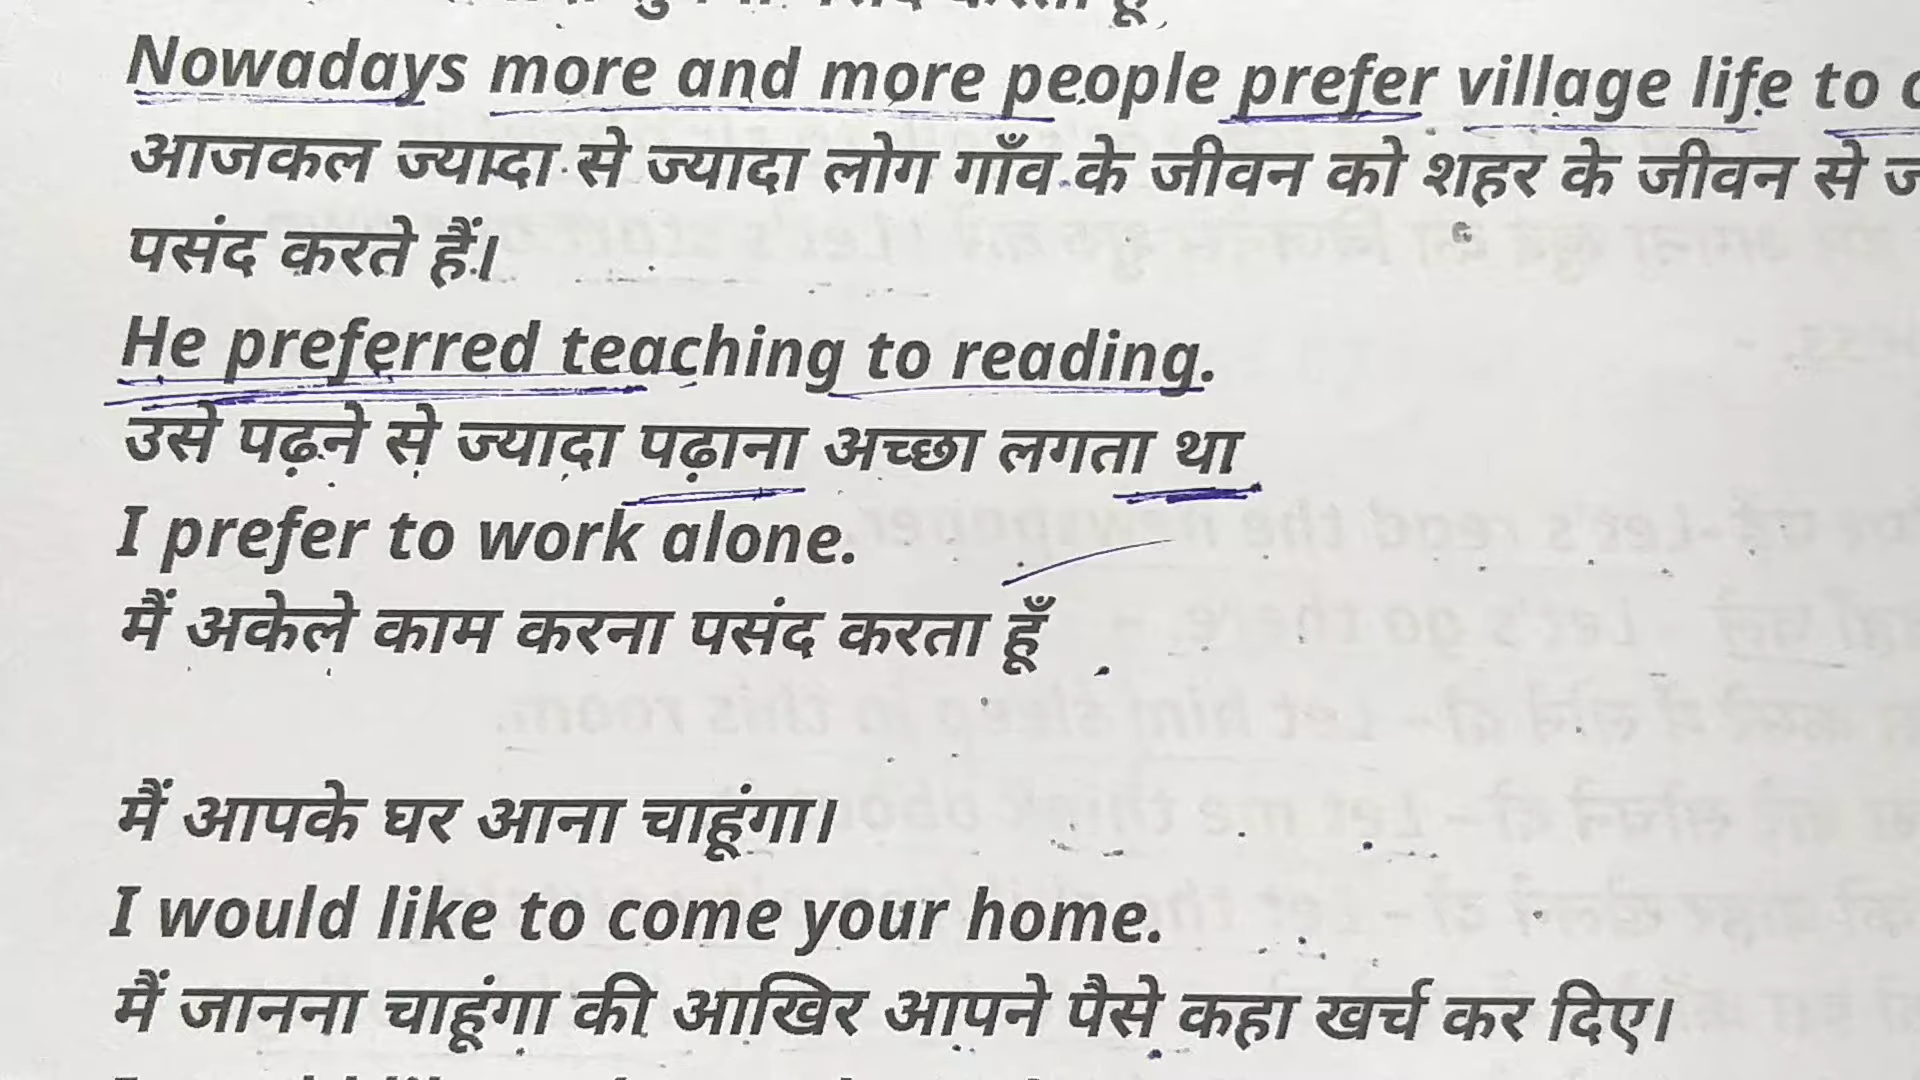 Nowadays more and more people prefer village life to
आजकल ज्यादा से ज्यादा लोग गाँव के जीवन को शहर के जीवन से
पसंद करते हैं।
He preferred teaching to reading.
उसे पढ़ने से ज्यादा पढ़ाना अच्छा लगता था
I prefer to work alone.
मैं अकेले काम करना पसंद करता हूँ
मैं आपके घर आना चाहूंगा।
I would like to come your home.
मैं जानना चाहूंगा की आखिर आपने पैसे कहा खर्च कर दिए।